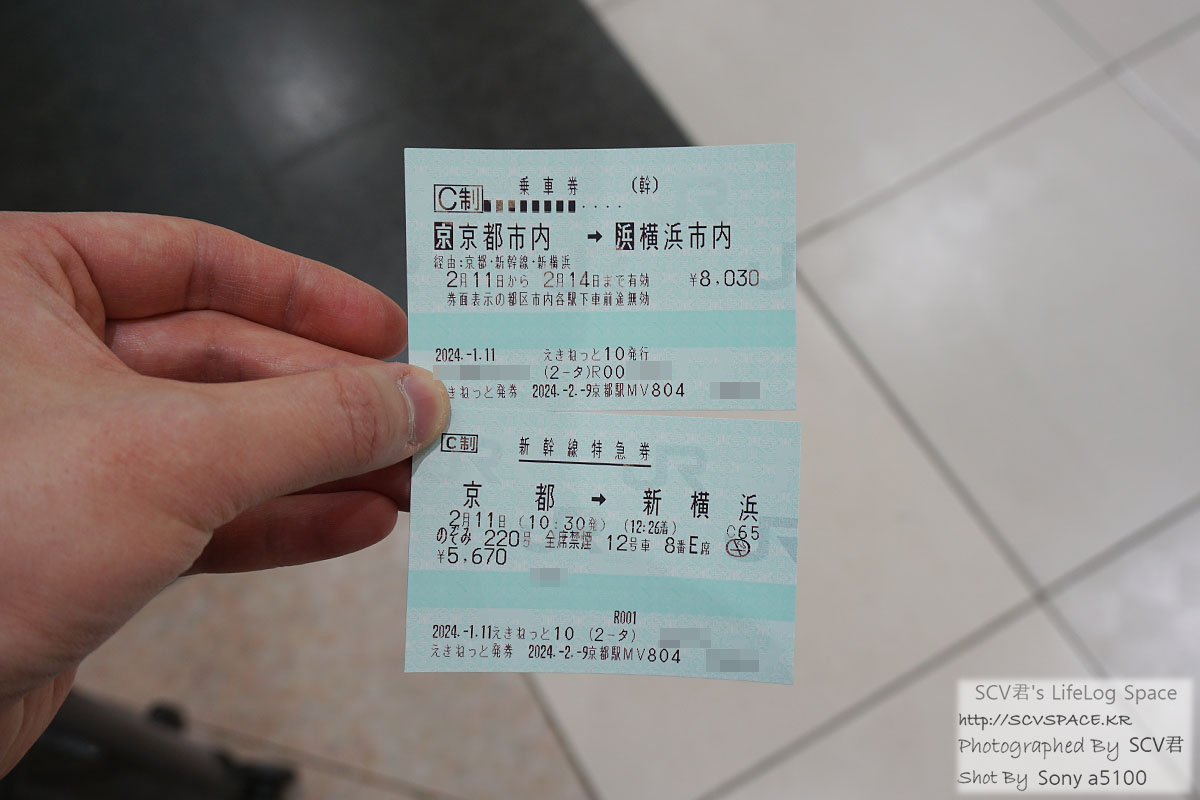 乗車券 (幹)
C制
京 京都市内 → 浜 横浜市内
経由:京都・新幹線・新横浜
2月11日から 2月14日まで有効 ¥8,030
券面表示の都区市内各駅下車前途無効
2024.-1.11 えきねっと10発行
(2-タ)R00
きねっと発券 2024.-2.-9京都駅MV804
C制 新幹線特急券
京都 → 新横浜
2月11日 (10:30発) (12:26着) C65
のぞみ 220号 全席禁煙 12号車 8番E席
¥5,670
R001
2024.-1.11えきねっと10 (2-タ)
えきねっと発券 2024.-2.-9京都駅MV804
SCV君's LifeLog Space
http://SCVSPACE.KR
Photographed By SCV君
Shot By Sony a5100